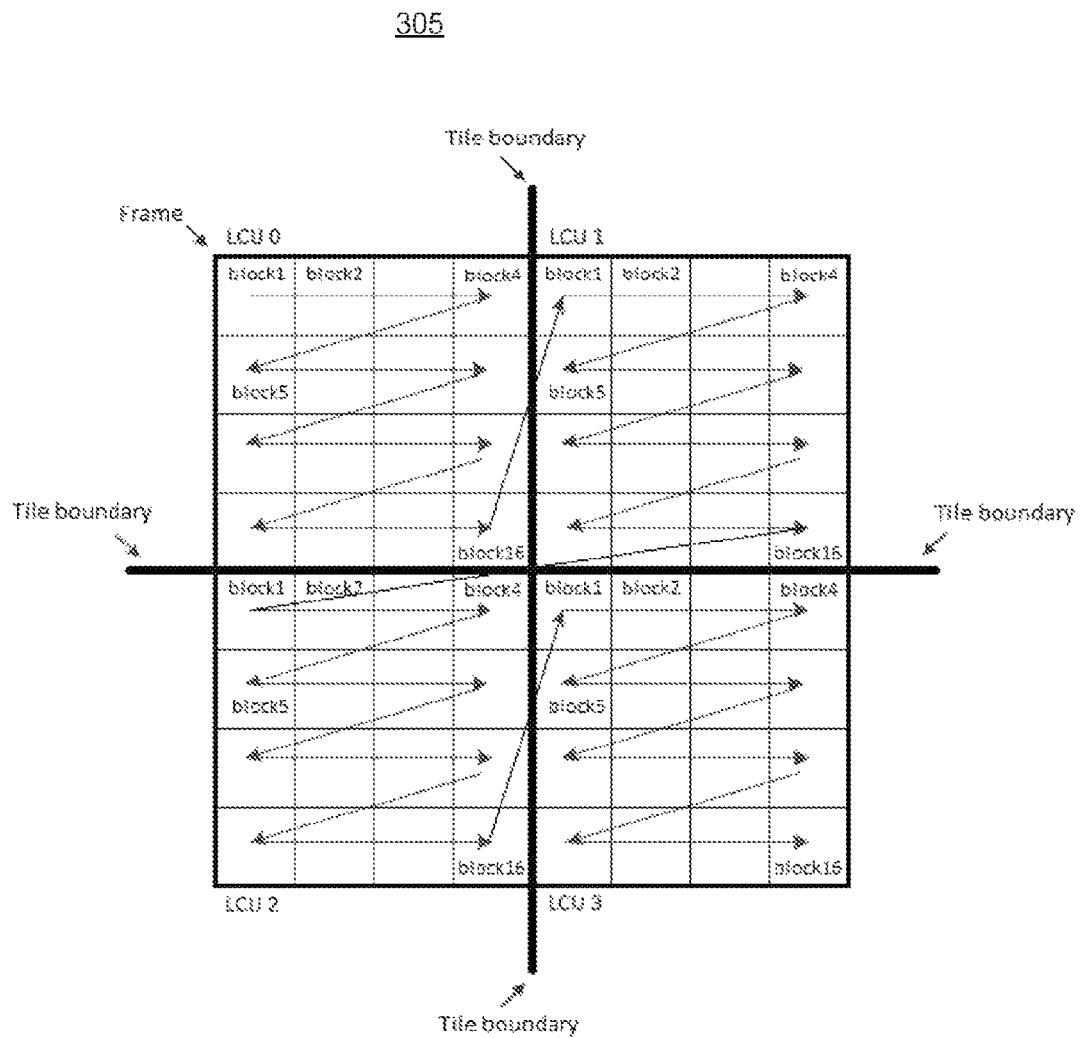 305
Tile boundary
Frame
LCU 0
LCU 1
block1 block2 block4 block1 block2 block4
block5 block5
Tile boundary
Tile boundary
block16 block16
block1 block2 block4 block1 block2 block4
block5 block5
block16 block16
LCU 2
LCU 3
Tile boundary